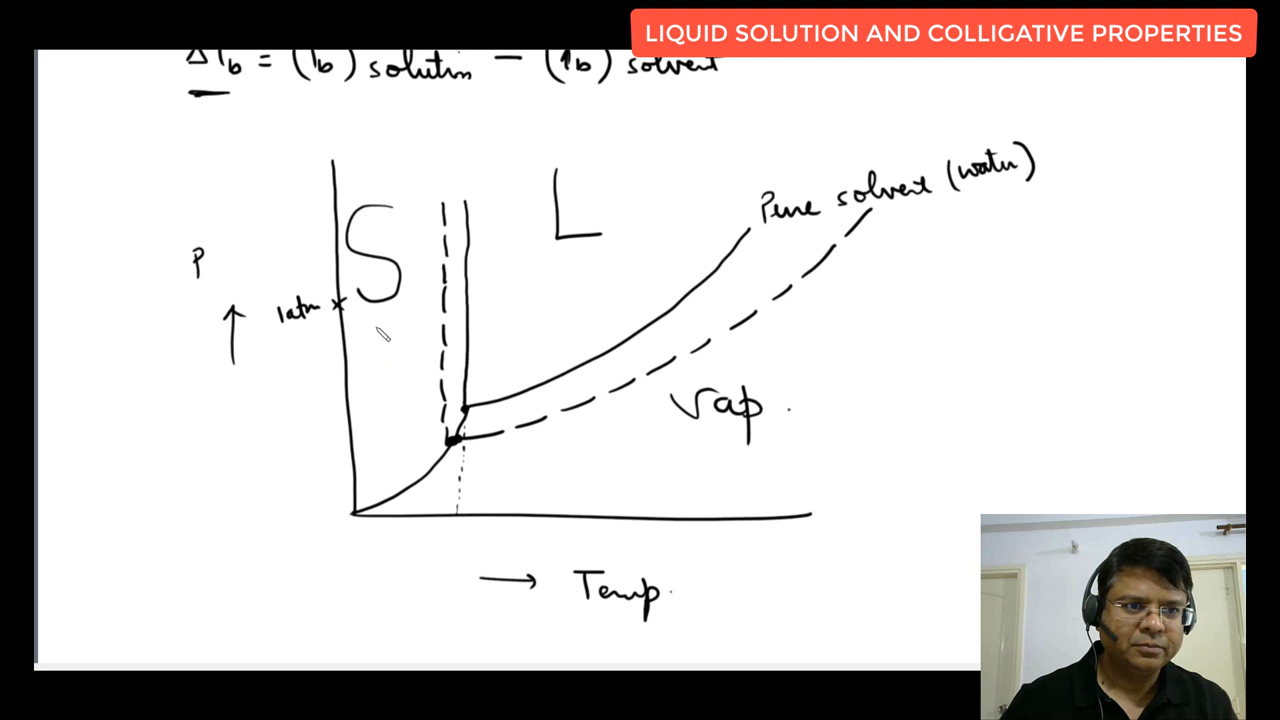 LIQUID SOLUTION AND COLLIGATIVE PROPERTIES
ΔTb = (Tb) solution - (Tb) solvent
Pure solvent (water)
S
L
P
1atm
Vap.
Temp.